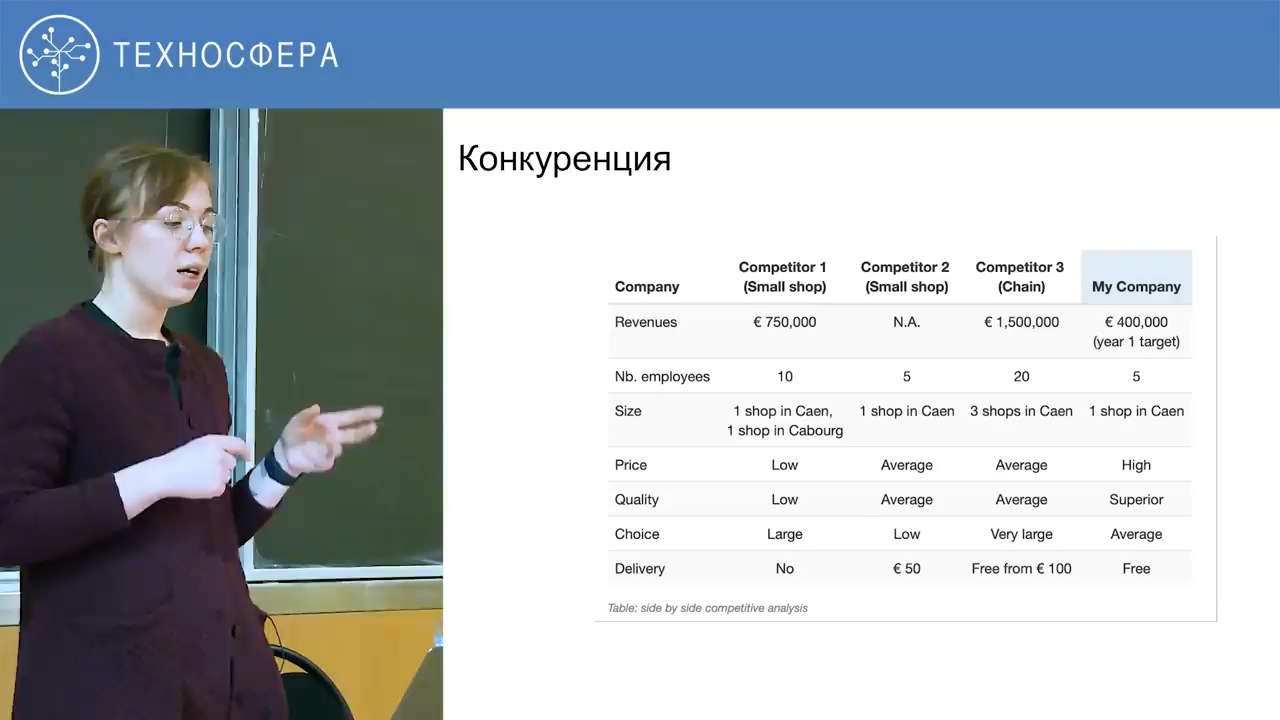 ТЕХНОСФЕРА
Конкуренция
Company Competitor 1 (Small shop) Competitor 2 (Small shop) Competitor 3 (Chain) My Company
Revenues € 750,000 N.A. € 1,500,000 € 400,000 (year 1 target)
Nb. employees 10 5 20 5
Size 1 shop in Caen, 1 shop in Cabourg 1 shop in Caen 3 shops in Caen 1 shop in Caen
Price Low Average Average High
Quality Low Average Average Superior
Choice Large Low Very large Average
Delivery No € 50 Free from € 100 Free
Table: side by side competitive analysis